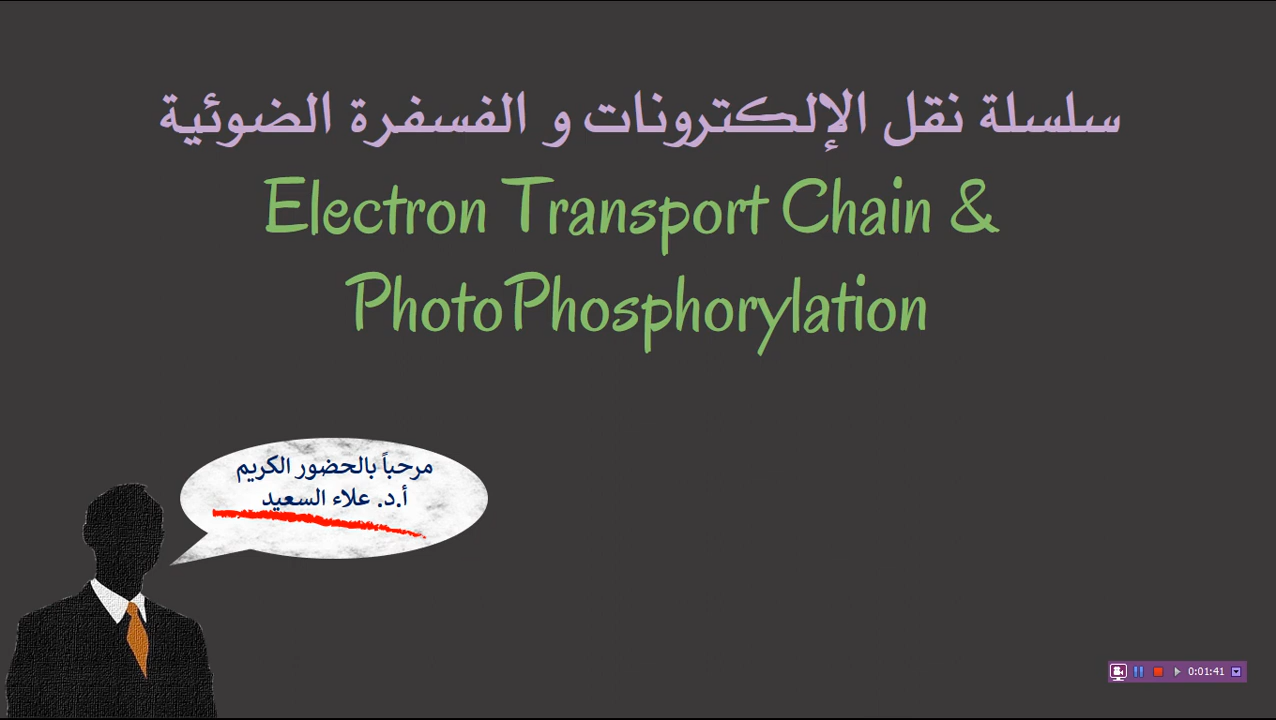 سلسلة نقل الإلكترونات و الفسفرة الضوئية
Electron Transport Chain &
PhotoPhosphorylation
مرحباً بالحضور الكريم
أ.د. علاء السعيد
0:01:41